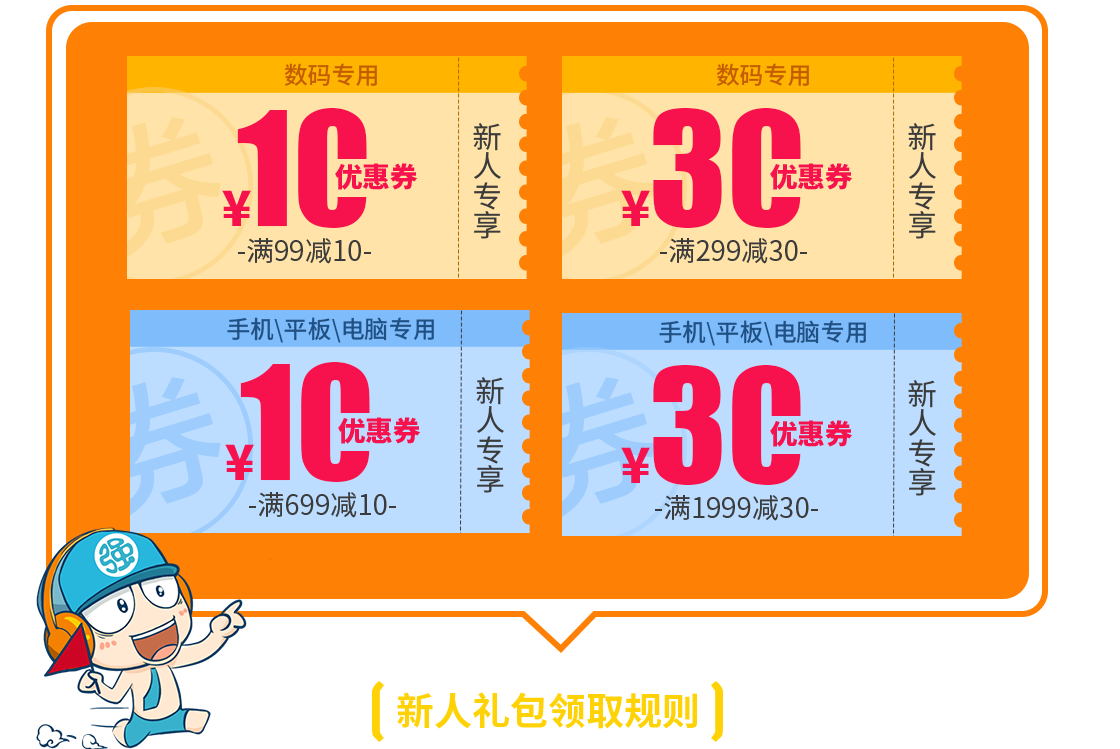 数码专用
¥10优惠券
-满99减10-
新人专享
券
数码专用
¥30优惠券
-满299减30-
新人专享
券
手机\平板\电脑专用
¥10优惠券
-满699减10-
新人专享
券
手机\平板\电脑专用
¥30优惠券
-满1999减30-
新人专享
券
强
[新人礼包领取规则]